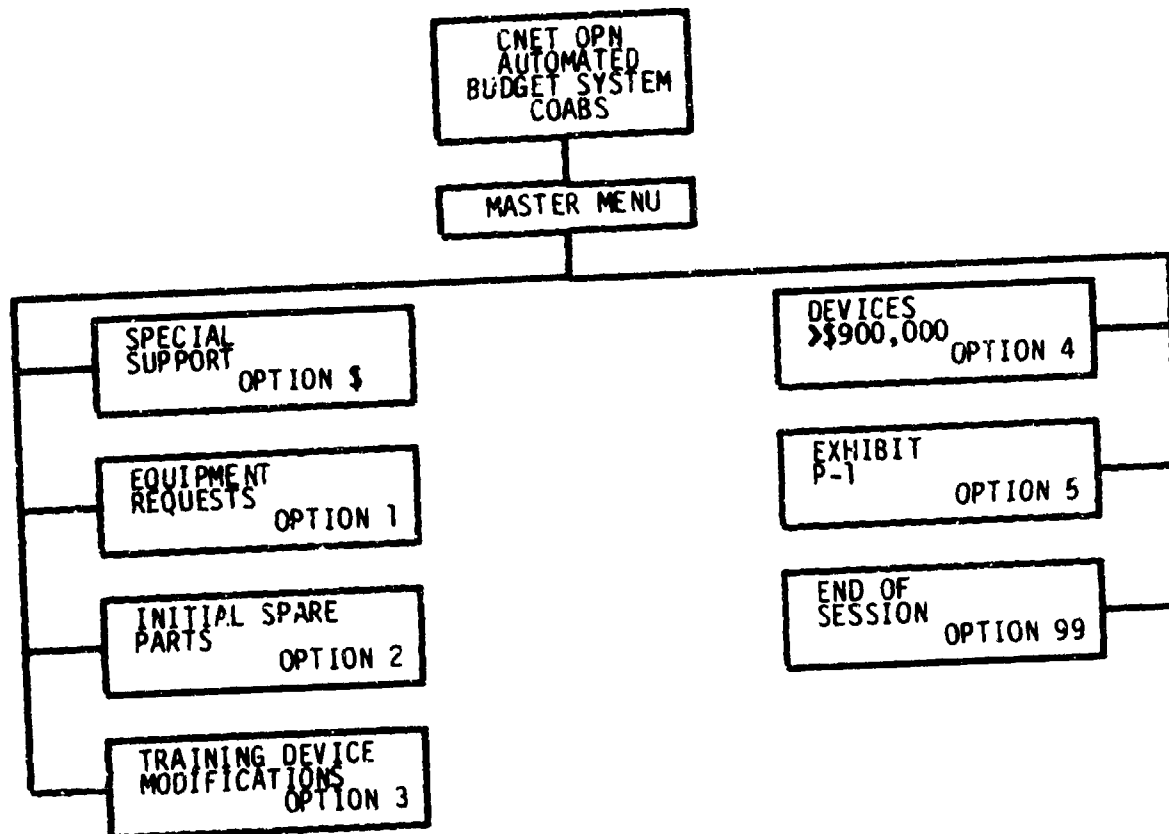 CNET OPN
AUTOMATED
BUDGET SYSTEM
COABS
MASTER MENU
SPECIAL
SUPPORT
OPTION $
EQUIPMENT
REQUESTS
OPTION 1
INITIAL SPARE
PARTS
OPTION 2
TRAINING DEVICE
MODIFICATIONS
OPTION 3
DEVICES
>$900,000
OPTION 4
EXHIBIT
P-1
OPTION 5
END OF
SESSION
OPTION 99